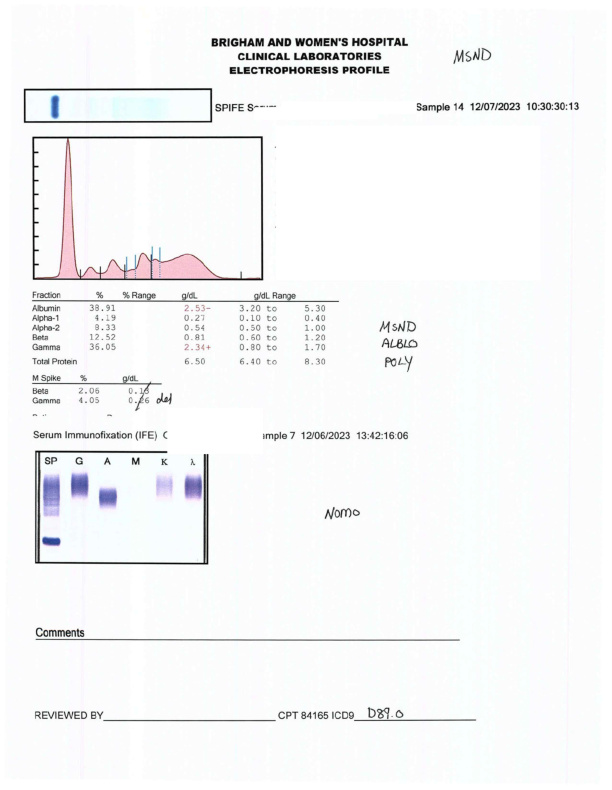 BRIGHAM AND WOMEN'S HOSPITAL
CLINICAL LABORATORIES
ELECTROPHORESIS PROFILE
MSND
SPIFE
Sample 14 12/07/2023 10:30:30:13
Fraction % % Range g/dL g/dL Range
Albumin 38.91 2.53- 3.20 to 5.30
Alpha-1 4.19 0.27 0.10 to 0.40
Alpha-2 8.33 0.54 0.50 to 1.00
Beta 12.52 0.81 0.60 to 1.20
Gamma 36.05 2.34+ 0.80 to 1.70
Total Protein 6.50 6.40 to 8.30
MSND
ALBLO
POLY
M Spike % g/dL
Beta 2.06 0.13
Gamma 4.05 0.26 del
Serum Immunofixation (IFE) mple 7 12/06/2023 13:42:16:06
SP G A M K λ
NOMO
Comments
REVIEWED BY CPT 84165 ICD9 D89.0